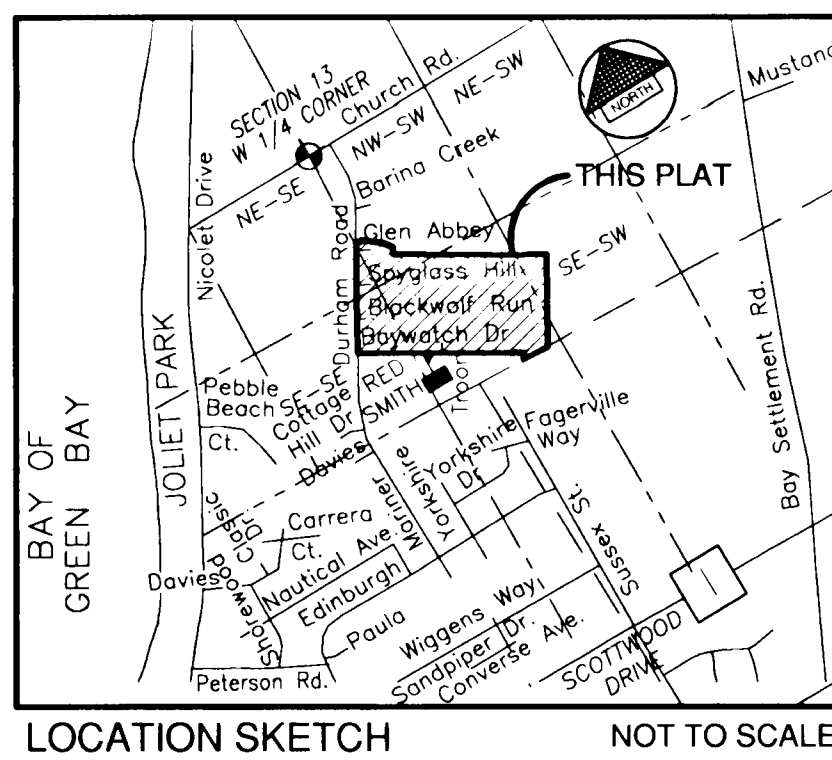 SECTION 13
W 1/4 CORNER
Church Rd.
NE-SW
NORTH
Mustang
NW-SW
Barina Creek
THIS PLAT
Nicolet Drive
NE-SE
Durham Road
Glen Abbey
SE-SW
Spyglass Hill
Blackwolf Run
Baywatch Dr
Bay Settlement Rd.
JOLIET PARK
BAY OF
GREEN BAY
Pebble
Beach
Ct.
SE-SE
Cottage
Hill Dr
RED
SMITH
Troon
Davies
Fagerville
Way
Yorkshire
Dr
Yorkshire
Mariner
Sussex St.
Classic
Dr
Carrera
Ct.
Shorewood
Nautical Ave.
Davies
Edinburgh
Paula
Wiggens Way
Sandpiper Dr.
Converse Ave.
SCOTTWOOD
DRIVE
Peterson Rd.
LOCATION SKETCH
NOT TO SCALE